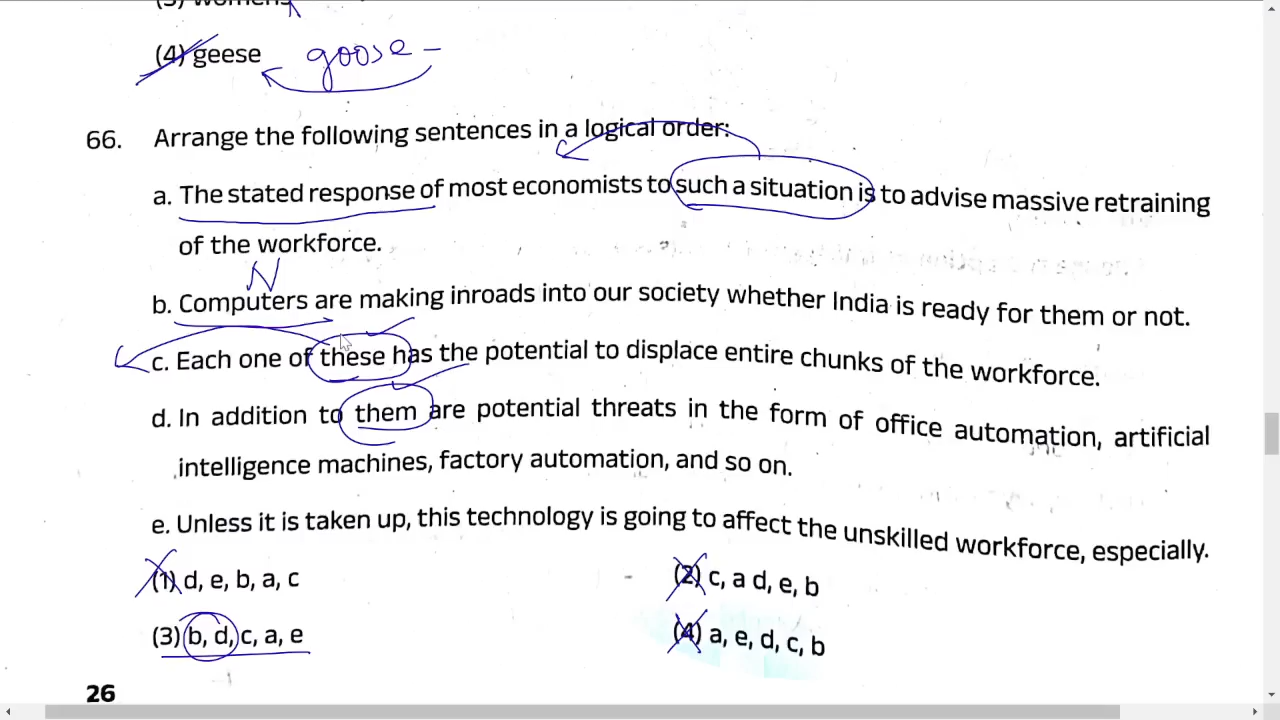 (3) womens
(4) geese goose -
66. Arrange the following sentences in a logical order:
a. The stated response of most economists to such a situation is to advise massive retraining
of the workforce.
N
b. Computers are making inroads into our society whether India is ready for them or not.
c. Each one of these has the potential to displace entire chunks of the workforce.
d. In addition to them are potential threats in the form of office automation, artificial
intelligence machines, factory automation, and so on.
e. Unless it is taken up, this technology is going to affect the unskilled workforce, especially.
(1) d, e, b, a, c (2) c, a d, e, b
(3) b, d, c, a, e (4) a, e, d, c, b
26